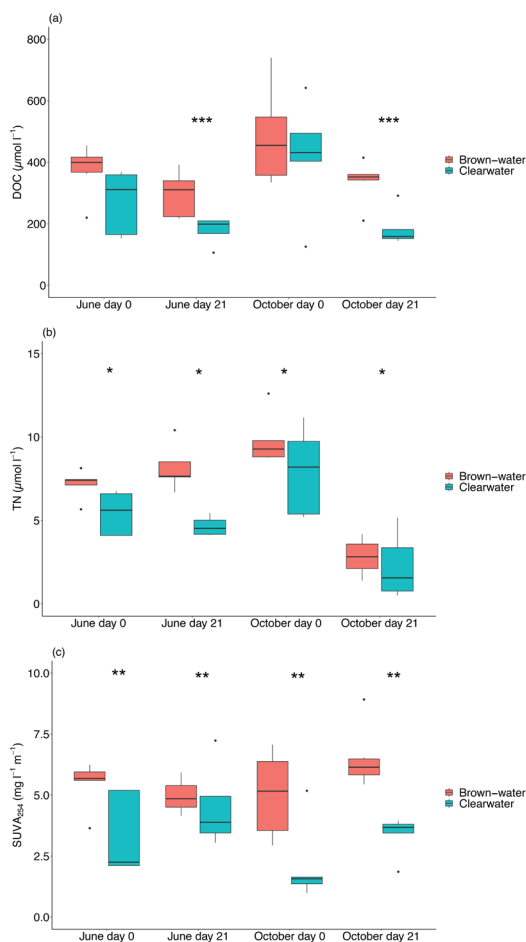 (a)
800
600
400
200
0
DOC (µmol l⁻¹)
*** ***
Brown−water
Clearwater
June day 0 June day 21 October day 0 October day 21
(b)
15
10
5
0
TN (µmol l⁻¹)
* * * *
Brown−water
Clearwater
June day 0 June day 21 October day 0 October day 21
(c)
10.0
7.5
5.0
2.5
0.0
SUVA₂₅₄ (mg l⁻¹ m⁻¹)
** ** ** **
Brown−water
Clearwater
June day 0 June day 21 October day 0 October day 21